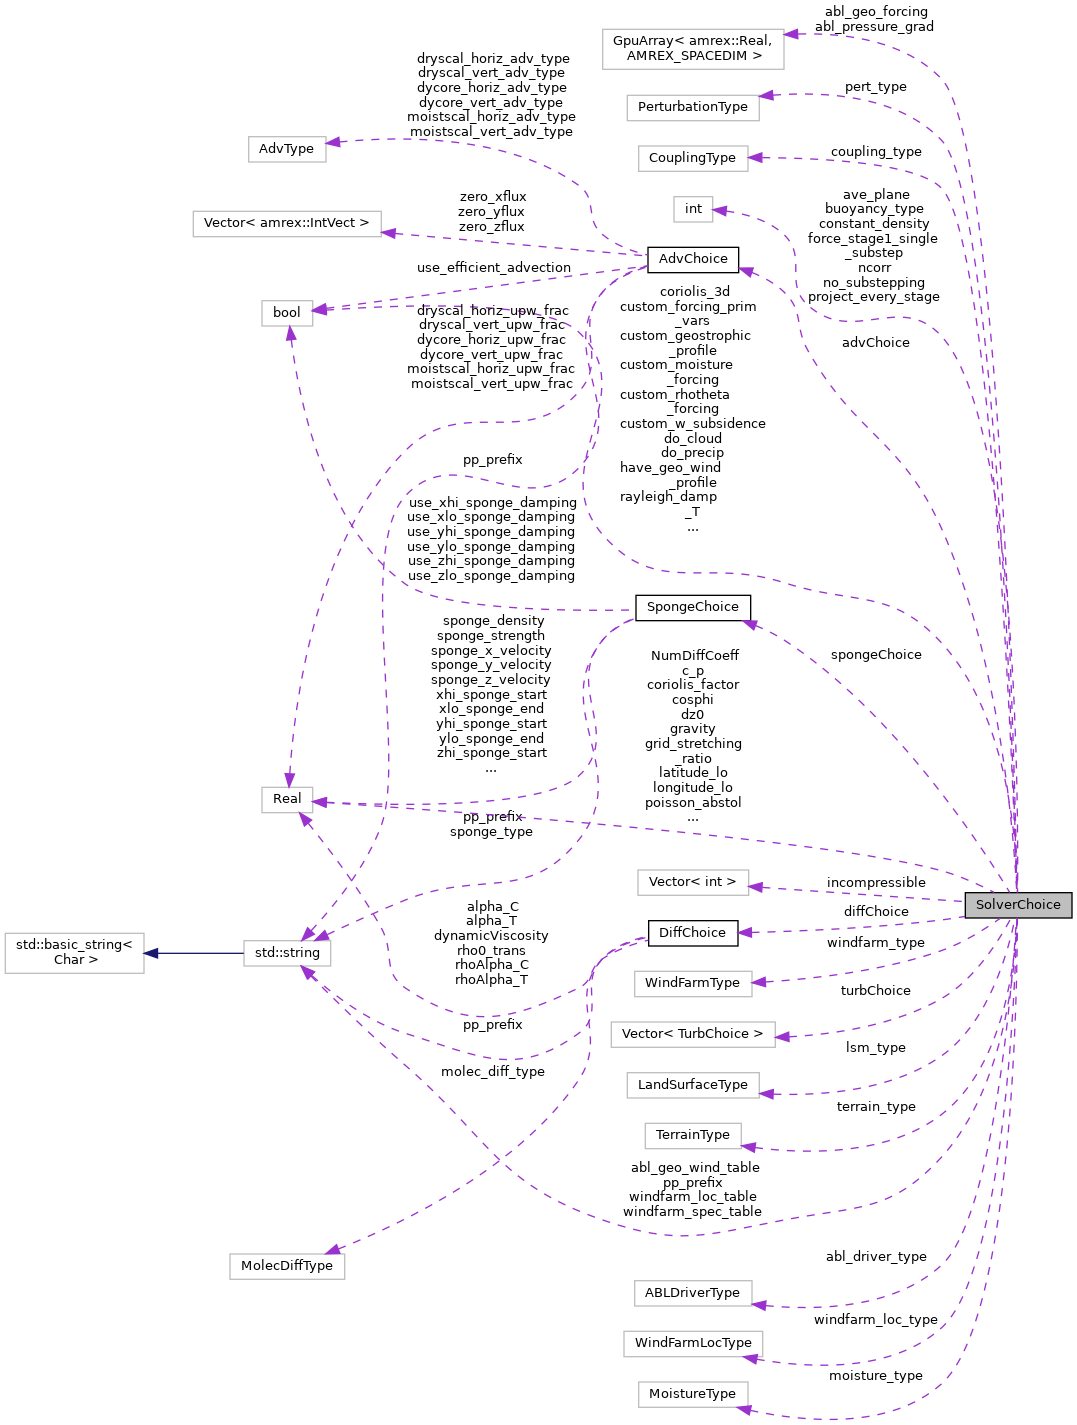 abl_geo_forcing
abl_pressure_grad
GpuArray< amrex::Real,
AMREX_SPACEDIM >
pert_type
PerturbationType
coupling_type
CouplingType
dryscal_horiz_adv_type
dryscal_vert_adv_type
dycore_horiz_adv_type
dycore_vert_adv_type
moistscal_horiz_adv_type
moistscal_vert_adv_type
AdvType
ave_plane
buoyancy_type
constant_density
force_stage1_single
_substep
ncorr
no_substepping
project_every_stage
int
zero_xflux
zero_yflux
zero_zflux
Vector< amrex::IntVect >
AdvChoice
use_efficient_advection
advChoice
bool
dryscal_horiz_upw_frac
dryscal_vert_upw_frac
dycore_horiz_upw_frac
dycore_vert_upw_frac
moistscal_horiz_upw_frac
moistscal_vert_upw_frac
coriolis_3d
custom_forcing_prim
_vars
custom_geostrophic
_profile
custom_moisture
_forcing
custom_rhotheta
_forcing
custom_w_subsidence
do_cloud
do_precip
have_geo_wind
_profile
rayleigh_damp
_T
...
pp_prefix
use_xhi_sponge_damping
use_xlo_sponge_damping
use_yhi_sponge_damping
use_ylo_sponge_damping
use_zhi_sponge_damping
use_zlo_sponge_damping
SpongeChoice
spongeChoice
sponge_density
sponge_strength
sponge_x_velocity
sponge_y_velocity
sponge_z_velocity
xhi_sponge_start
xlo_sponge_end
yhi_sponge_start
ylo_sponge_end
zhi_sponge_start
...
NumDiffCoeff
c_p
coriolis_factor
cosphi
dz0
gravity
grid_stretching
_ratio
latitude_lo
longitude_lo
poisson_abstol
...
Real
pp_prefix
sponge_type
incompressible
Vector< int >
SolverChoice
diffChoice
DiffChoice
alpha_C
alpha_T
dynamicViscosity
rho0_trans
rhoAlpha_C
rhoAlpha_T
std::basic_string<
Char >
std::string
windfarm_type
WindFarmType
turbChoice
Vector< TurbChoice >
pp_prefix
lsm_type
molec_diff_type
LandSurfaceType
terrain_type
TerrainType
abl_geo_wind_table
pp_prefix
windfarm_loc_table
windfarm_spec_table
MolecDiffType
abl_driver_type
ABLDriverType
windfarm_loc_type
WindFarmLocType
moisture_type
MoistureType